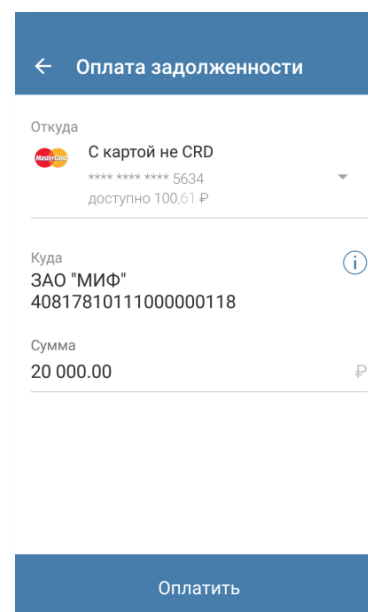 Оплата задолженности
Откуда
MasterCard
С картой не CRD
**** **** **** 5634
доступно 100,61 ₽
Куда
ЗАО "МИФ"
40817810111000000118
Сумма
20 000.00 ₽
Оплатить